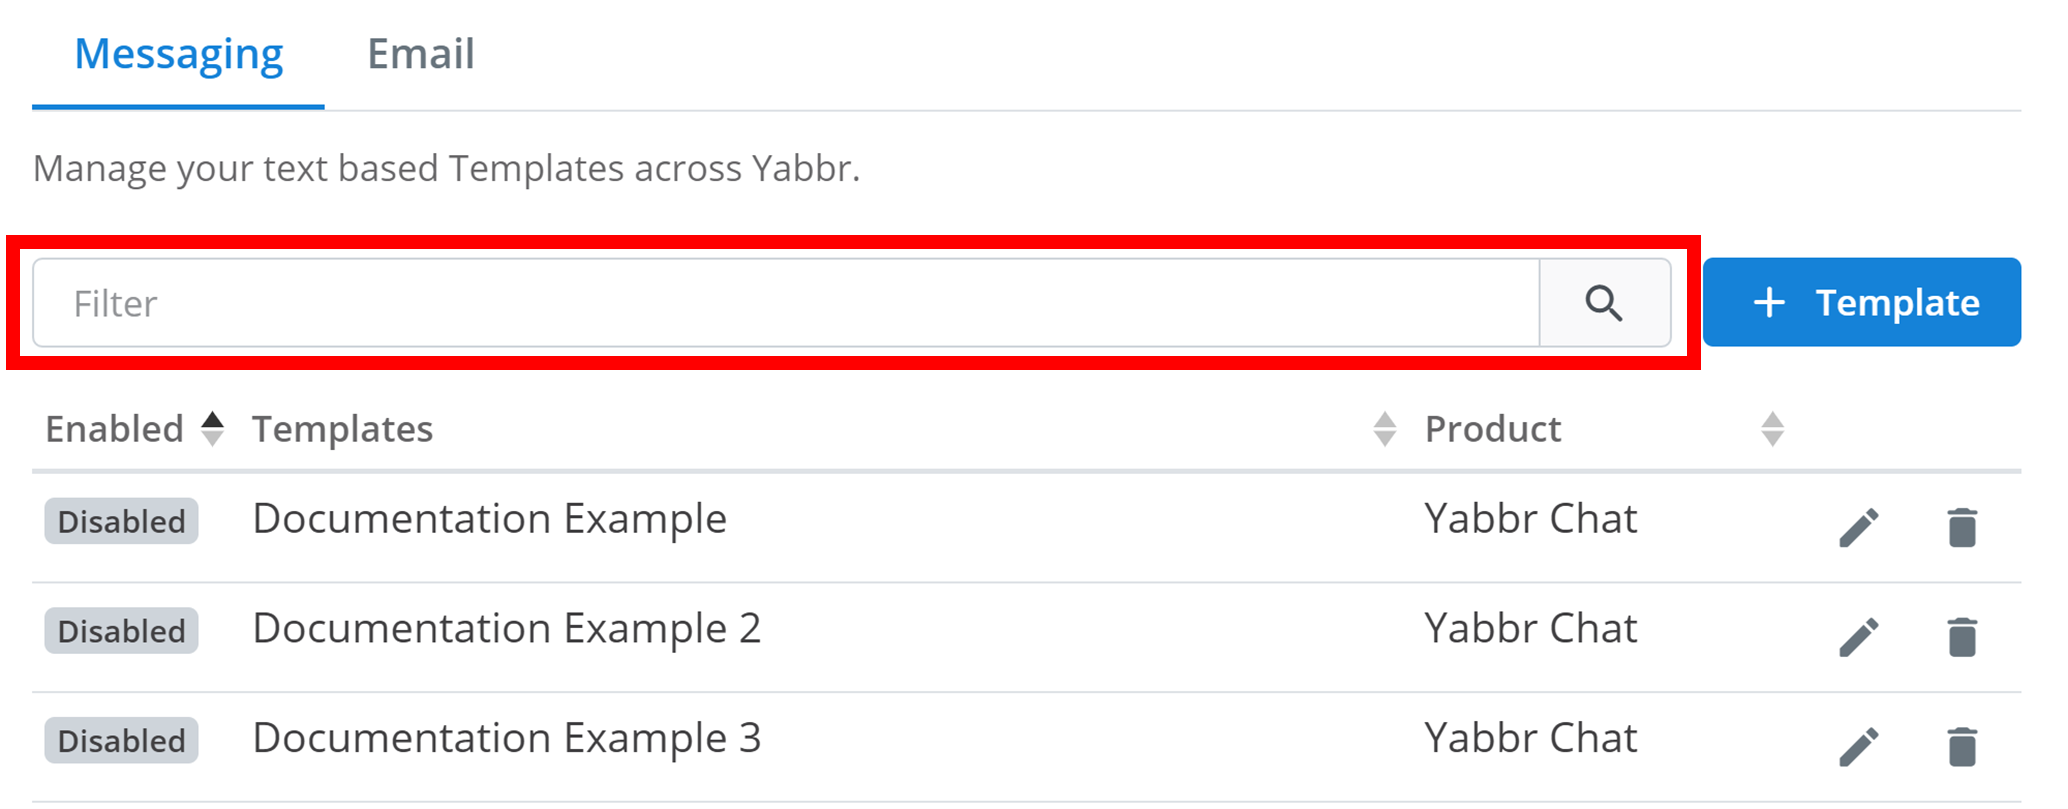 Messaging Email
Manage your text based Templates across Yabbr.
Filter
+ Template
Enabled Templates Product
Disabled Documentation Example Yabbr Chat
Disabled Documentation Example 2 Yabbr Chat
Disabled Documentation Example 3 Yabbr Chat